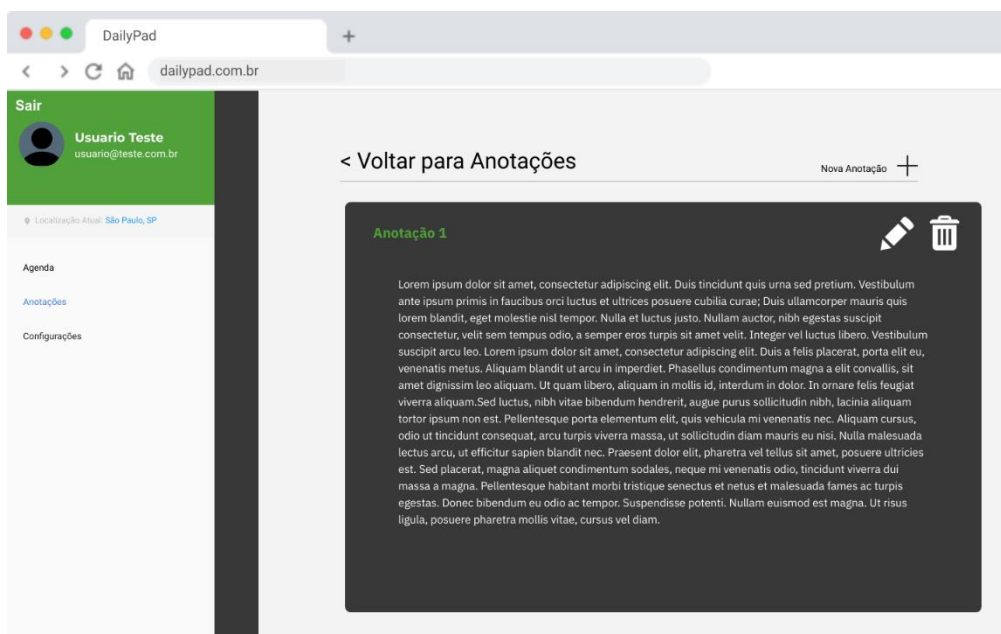 DailyPad
dailypad.com.br
Sair
Usuario Teste
usuario@teste.com.br
Localização Atual: São Paulo, SP
Agenda
Anotações
Configurações
< Voltar para Anotações
Nova Anotação
Anotação 1
Lorem ipsum dolor sit amet, consectetur adipiscing elit. Duis tincidunt quis urna sed pretium. Vestibulum
ante ipsum primis in faucibus orci luctus et ultrices posuere cubilia curae; Duis ullamcorper mauris quis
lorem blandit, eget molestie nisl tempor. Nulla et luctus justo. Nullam auctor, nibh egestas suscipit
consectetur, velit sem tempus odio, a semper eros turpis sit amet velit. Integer vel luctus libero. Vestibulum
suscipit arcu leo. Lorem ipsum dolor sit amet, consectetur adipiscing elit. Duis a felis placerat, porta elit eu,
venenatis metus. Aliquam blandit ut arcu in imperdiet. Phasellus condimentum magna a elit convallis, sit
amet dignissim leo aliquam. Ut quam libero, aliquam in mollis id, interdum in dolor. In ornare felis feugiat
viverra aliquam.Sed luctus, nibh vitae bibendum hendrerit, augue purus sollicitudin nibh, lacinia aliquam
tortor ipsum non est. Pellentesque porta elementum elit, quis vehicula mi venenatis nec. Aliquam cursus,
odio ut tincidunt consequat, arcu turpis viverra massa, ut sollicitudin diam mauris eu nisi. Nulla malesuada
lectus arcu, ut efficitur sapien blandit nec. Praesent dolor elit, pharetra vel tellus sit amet, posuere ultricies
est. Sed placerat, magna aliquet condimentum sodales, neque mi venenatis odio, tincidunt viverra dui
massa a magna. Pellentesque habitant morbi tristique senectus et netus et malesuada fames ac turpis
egestas. Donec bibendum eu odio ac tempor. Suspendisse potenti. Nullam euismod est magna. Ut risus
ligula, posuere pharetra mollis vitae, cursus vel diam.